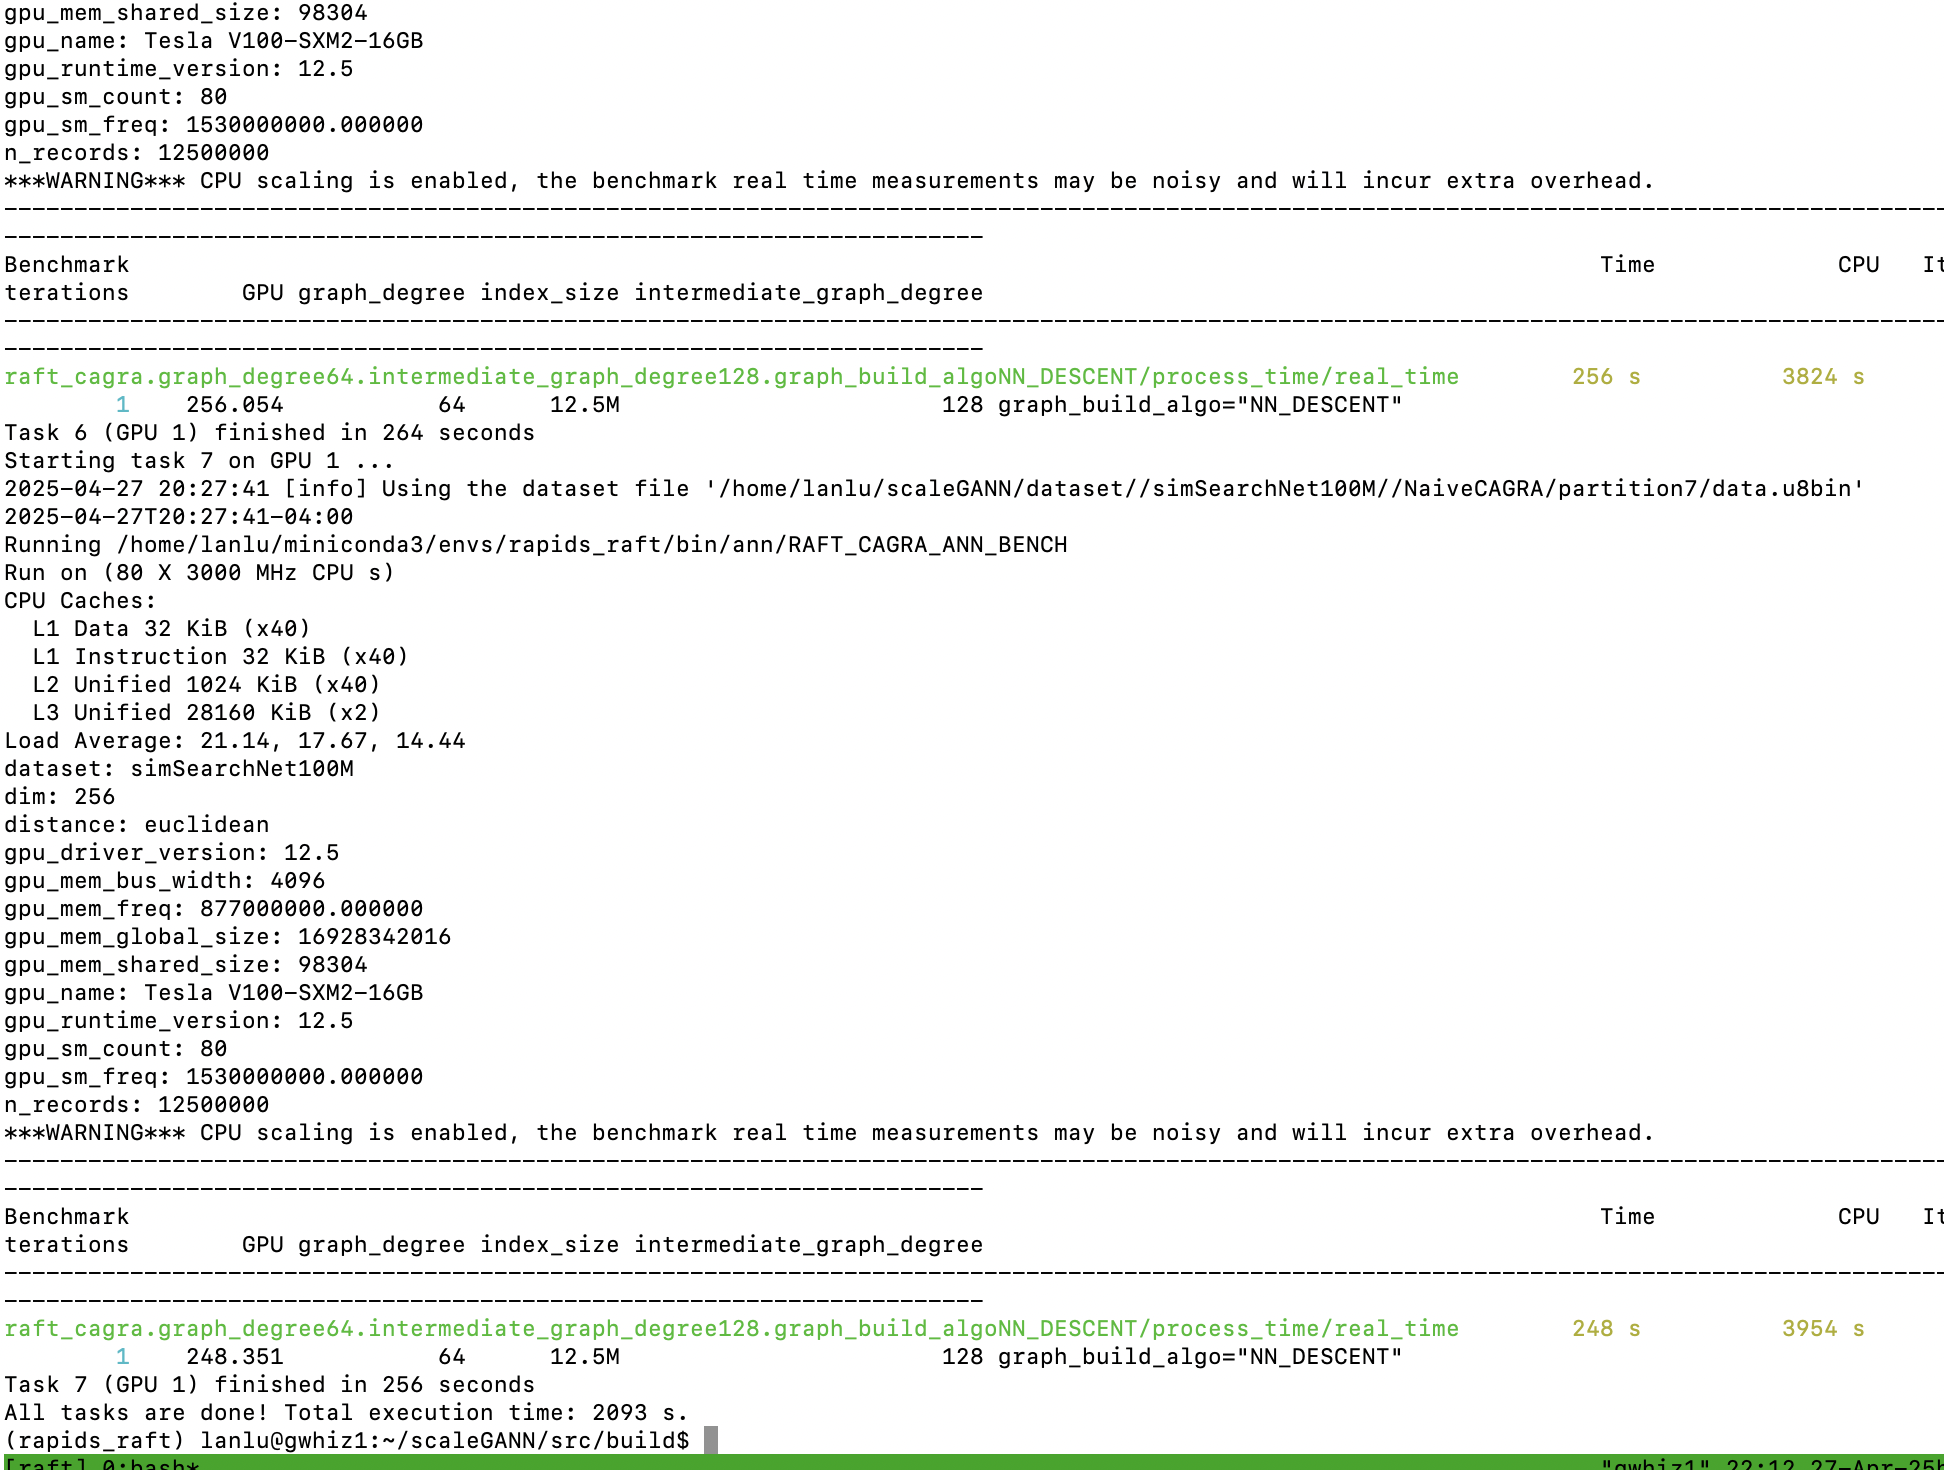 gpu_mem_shared_size: 98304
gpu_name: Tesla V100-SXM2-16GB
gpu_runtime_version: 12.5
gpu_sm_count: 80
gpu_sm_freq: 1530000000.000000
n_records: 12500000
***WARNING*** CPU scaling is enabled, the benchmark real time measurements may be noisy and will incur extra overhead.
-------------------------------------------------------------------------------------------------------------------------------------------
----------------------------------------------------------------------
Benchmark Time CPU It
terations GPU graph_degree index_size intermediate_graph_degree
-------------------------------------------------------------------------------------------------------------------------------------------
----------------------------------------------------------------------
raft_cagra.graph_degree64.intermediate_graph_degree128.graph_build_algoNN_DESCENT/process_time/real_time 256 s 3824 s
1 256.054 64 12.5M 128 graph_build_algo="NN_DESCENT"
Task 6 (GPU 1) finished in 264 seconds
Starting task 7 on GPU 1 ...
2025-04-27 20:27:41 [info] Using the dataset file '/home/lanlu/scaleGANN/dataset//simSearchNet100M//NaiveCAGRA/partition7/data.u8bin'
2025-04-27T20:27:41-04:00
Running /home/lanlu/miniconda3/envs/rapids_raft/bin/ann/RAFT_CAGRA_ANN_BENCH
Run on (80 X 3000 MHz CPU s)
CPU Caches:
L1 Data 32 KiB (x40)
L1 Instruction 32 KiB (x40)
L2 Unified 1024 KiB (x40)
L3 Unified 28160 KiB (x2)
Load Average: 21.14, 17.67, 14.44
dataset: simSearchNet100M
dim: 256
distance: euclidean
gpu_driver_version: 12.5
gpu_mem_bus_width: 4096
gpu_mem_freq: 877000000.000000
gpu_mem_global_size: 16928342016
gpu_mem_shared_size: 98304
gpu_name: Tesla V100-SXM2-16GB
gpu_runtime_version: 12.5
gpu_sm_count: 80
gpu_sm_freq: 1530000000.000000
n_records: 12500000
***WARNING*** CPU scaling is enabled, the benchmark real time measurements may be noisy and will incur extra overhead.
-------------------------------------------------------------------------------------------------------------------------------------------
----------------------------------------------------------------------
Benchmark Time CPU It
terations GPU graph_degree index_size intermediate_graph_degree
-------------------------------------------------------------------------------------------------------------------------------------------
----------------------------------------------------------------------
raft_cagra.graph_degree64.intermediate_graph_degree128.graph_build_algoNN_DESCENT/process_time/real_time 248 s 3954 s
1 248.351 64 12.5M 128 graph_build_algo="NN_DESCENT"
Task 7 (GPU 1) finished in 256 seconds
All tasks are done! Total execution time: 2093 s.
(rapids_raft) lanlu@gwhiz1:~/scaleGANN/src/build$
[raft] 0:bash* "gwhiz1" 22:12 27-Apr-25